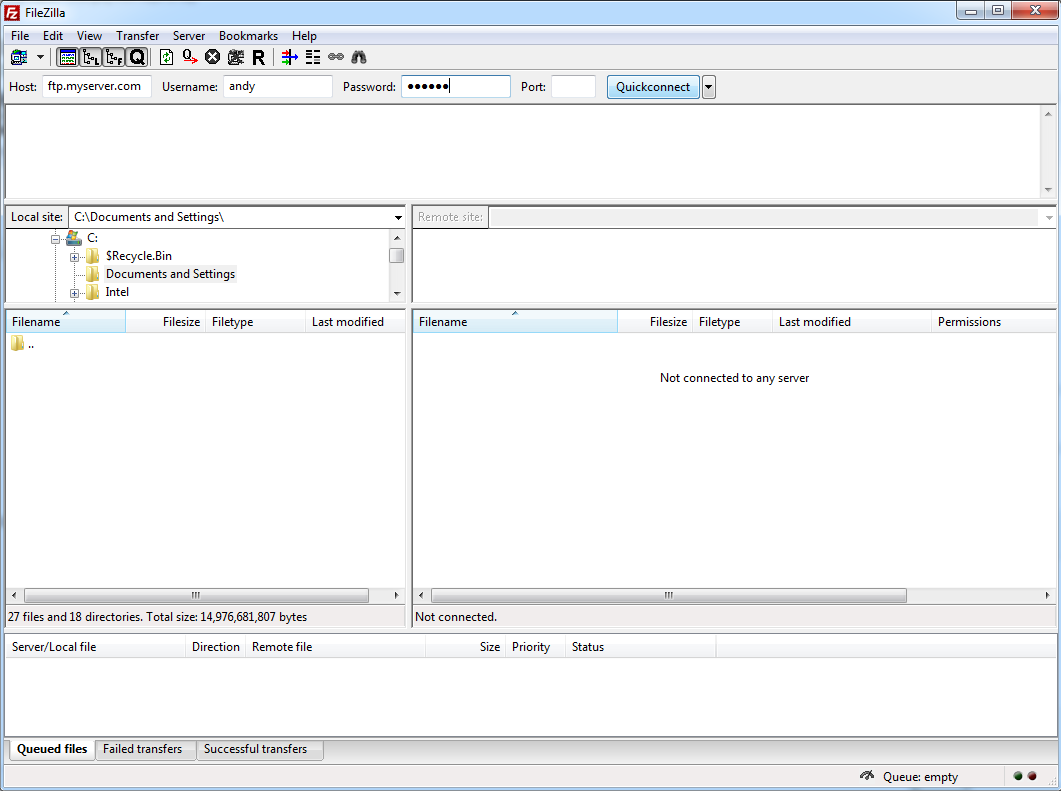 FileZilla
File Edit View Transfer Server Bookmarks Help
Host: ftp.myserver.com Username: andy Password: ●●●●●● Port: Quickconnect
Local site: C:\Documents and Settings\
Remote site:
C:
$Recycle.Bin
Documents and Settings
Intel
Filename Filesize Filetype Last modified
..
27 files and 18 directories. Total size: 14,976,681,807 bytes
Filename Filesize Filetype Last modified Permissions
Not connected to any server
Not connected.
Server/Local file Direction Remote file Size Priority Status
Queued files Failed transfers Successful transfers
Queue: empty